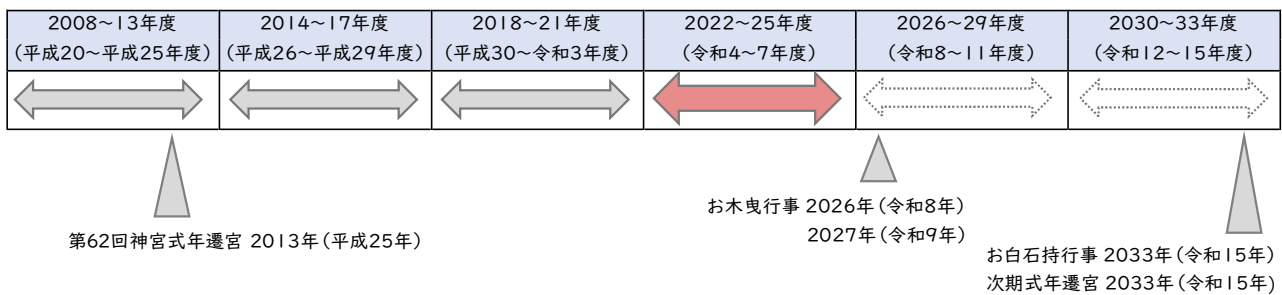 2008~13年度
(平成20~平成25年度)
2014~17年度
(平成26~平成29年度)
2018~21年度
(平成30~令和3年度)
2022~25年度
(令和4~7年度)
2026~29年度
(令和8~11年度)
2030~33年度
(令和12~15年度)
第62回神宮式年遷宮 2013年(平成25年)
お木曳行事 2026年(令和8年)
2027年(令和9年)
お白石持行事 2033年(令和15年)
次期式年遷宮 2033年(令和15年)